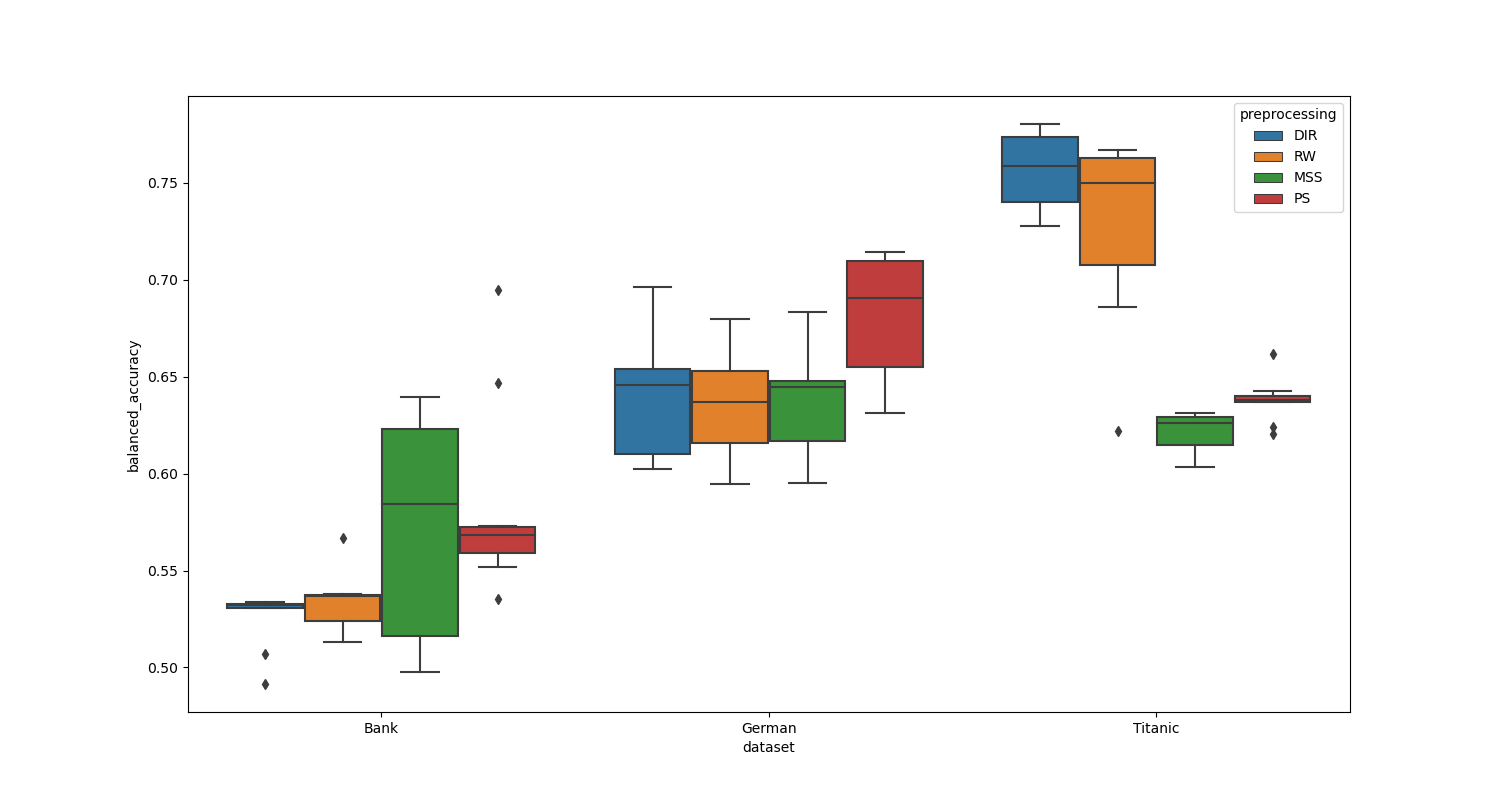 preprocessing
DIR
RW
MSS
PS
balanced_accuracy
0.75
0.70
0.65
0.60
0.55
0.50
Bank
German
Titanic
dataset